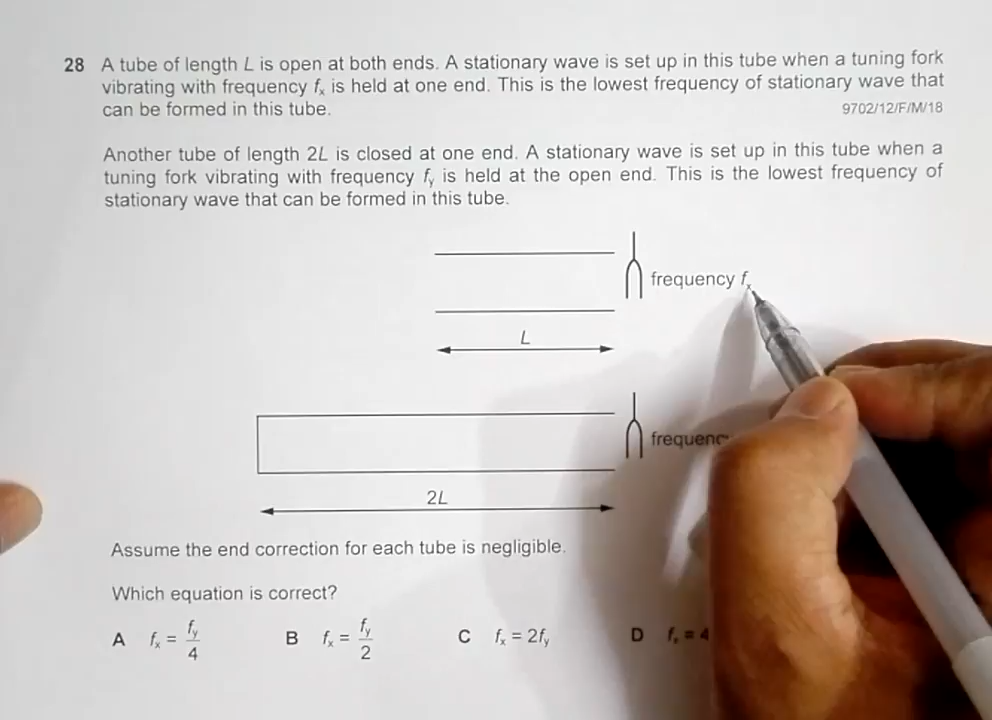 28 A tube of length L is open at both ends. A stationary wave is set up in this tube when a tuning fork
vibrating with frequency fx is held at one end. This is the lowest frequency of stationary wave that
can be formed in this tube. 9702/12/F/M/18
Another tube of length 2L is closed at one end. A stationary wave is set up in this tube when a
tuning fork vibrating with frequency fy is held at the open end. This is the lowest frequency of
stationary wave that can be formed in this tube.
frequency fx
L
frequenc
2L
Assume the end correction for each tube is negligible.
Which equation is correct?
A fx = fy/4 B fx = fy/2 C fx = 2fy D fx = 4